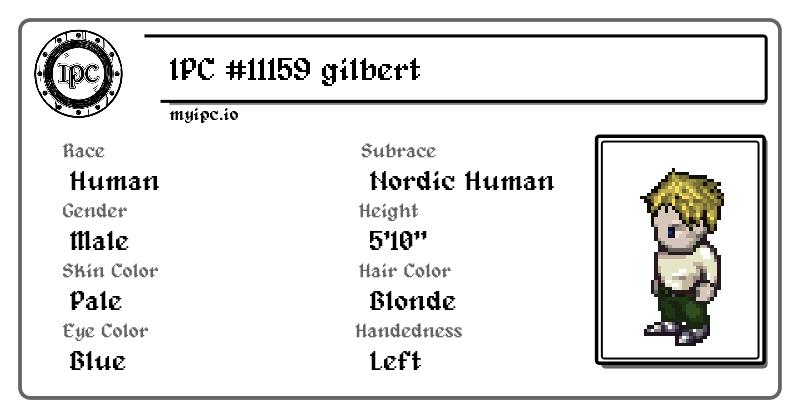 IPC
IPC #11159 gilbert
myipc.io
Race
Subrace
Human
Nordic Human
Gender
Height
Male
5'10"
Skin Color
Hair Color
Pale
Blonde
Eye Color
Handedness
Blue
Left